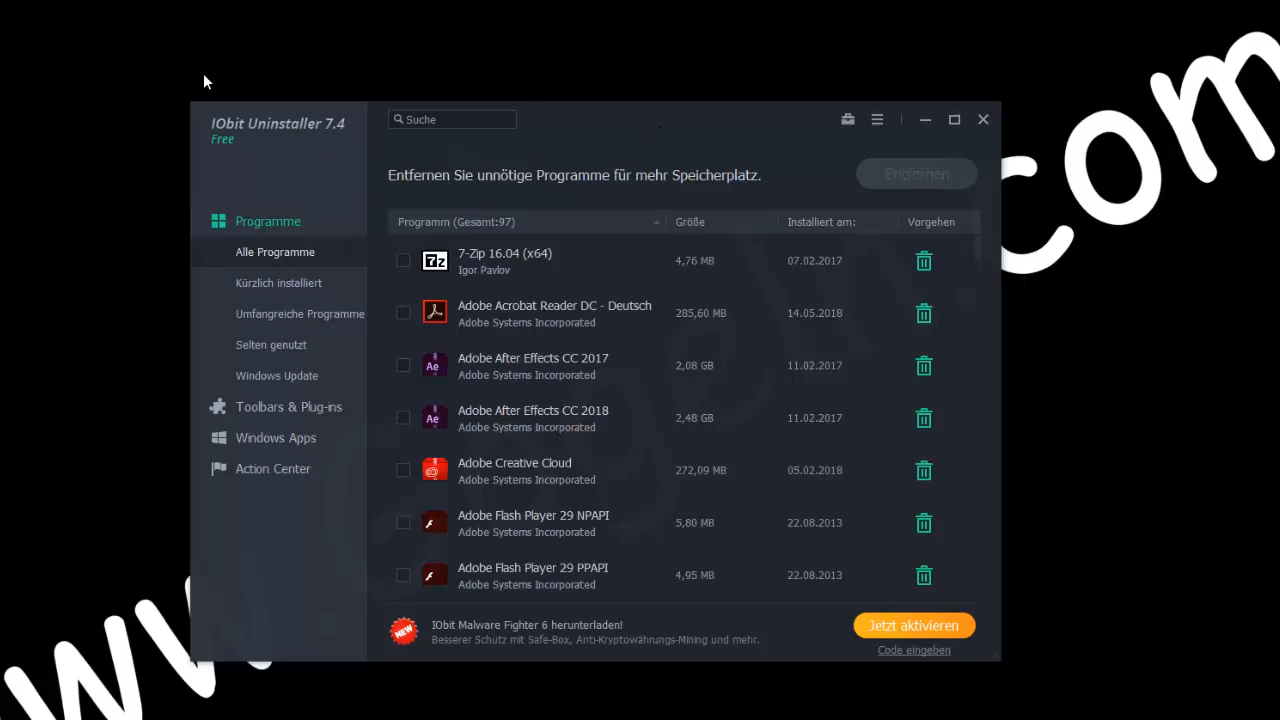 IObit Uninstaller 7.4
Free
Suche
Entfernen Sie unnötige Programme für mehr Speicherplatz.
Entfernen
Programme
Alle Programme
Kürzlich installiert
Umfangreiche Programme
Selten genutzt
Windows Update
Toolbars & Plug-ins
Windows Apps
Action Center
Programm (Gesamt:97) Größe Installiert am: Vorgehen
7z
7-Zip 16.04 (x64)
Igor Pavlov
4,76 MB 07.02.2017
Adobe Acrobat Reader DC - Deutsch
Adobe Systems Incorporated
285,60 MB 14.05.2018
Ae
Adobe After Effects CC 2017
Adobe Systems Incorporated
2,08 GB 11.02.2017
Ae
Adobe After Effects CC 2018
Adobe Systems Incorporated
2,48 GB 11.02.2017
Adobe Creative Cloud
Adobe Systems Incorporated
272,09 MB 05.02.2018
Adobe Flash Player 29 NPAPI
Adobe Systems Incorporated
5,80 MB 22.08.2013
Adobe Flash Player 29 PPAPI
Adobe Systems Incorporated
4,95 MB 22.08.2013
NEW
IObit Malware Fighter 6 herunterladen!
Besserer Schutz mit Safe-Box, Anti-Kryptowährungs-Mining und mehr.
Jetzt aktivieren
Code eingeben